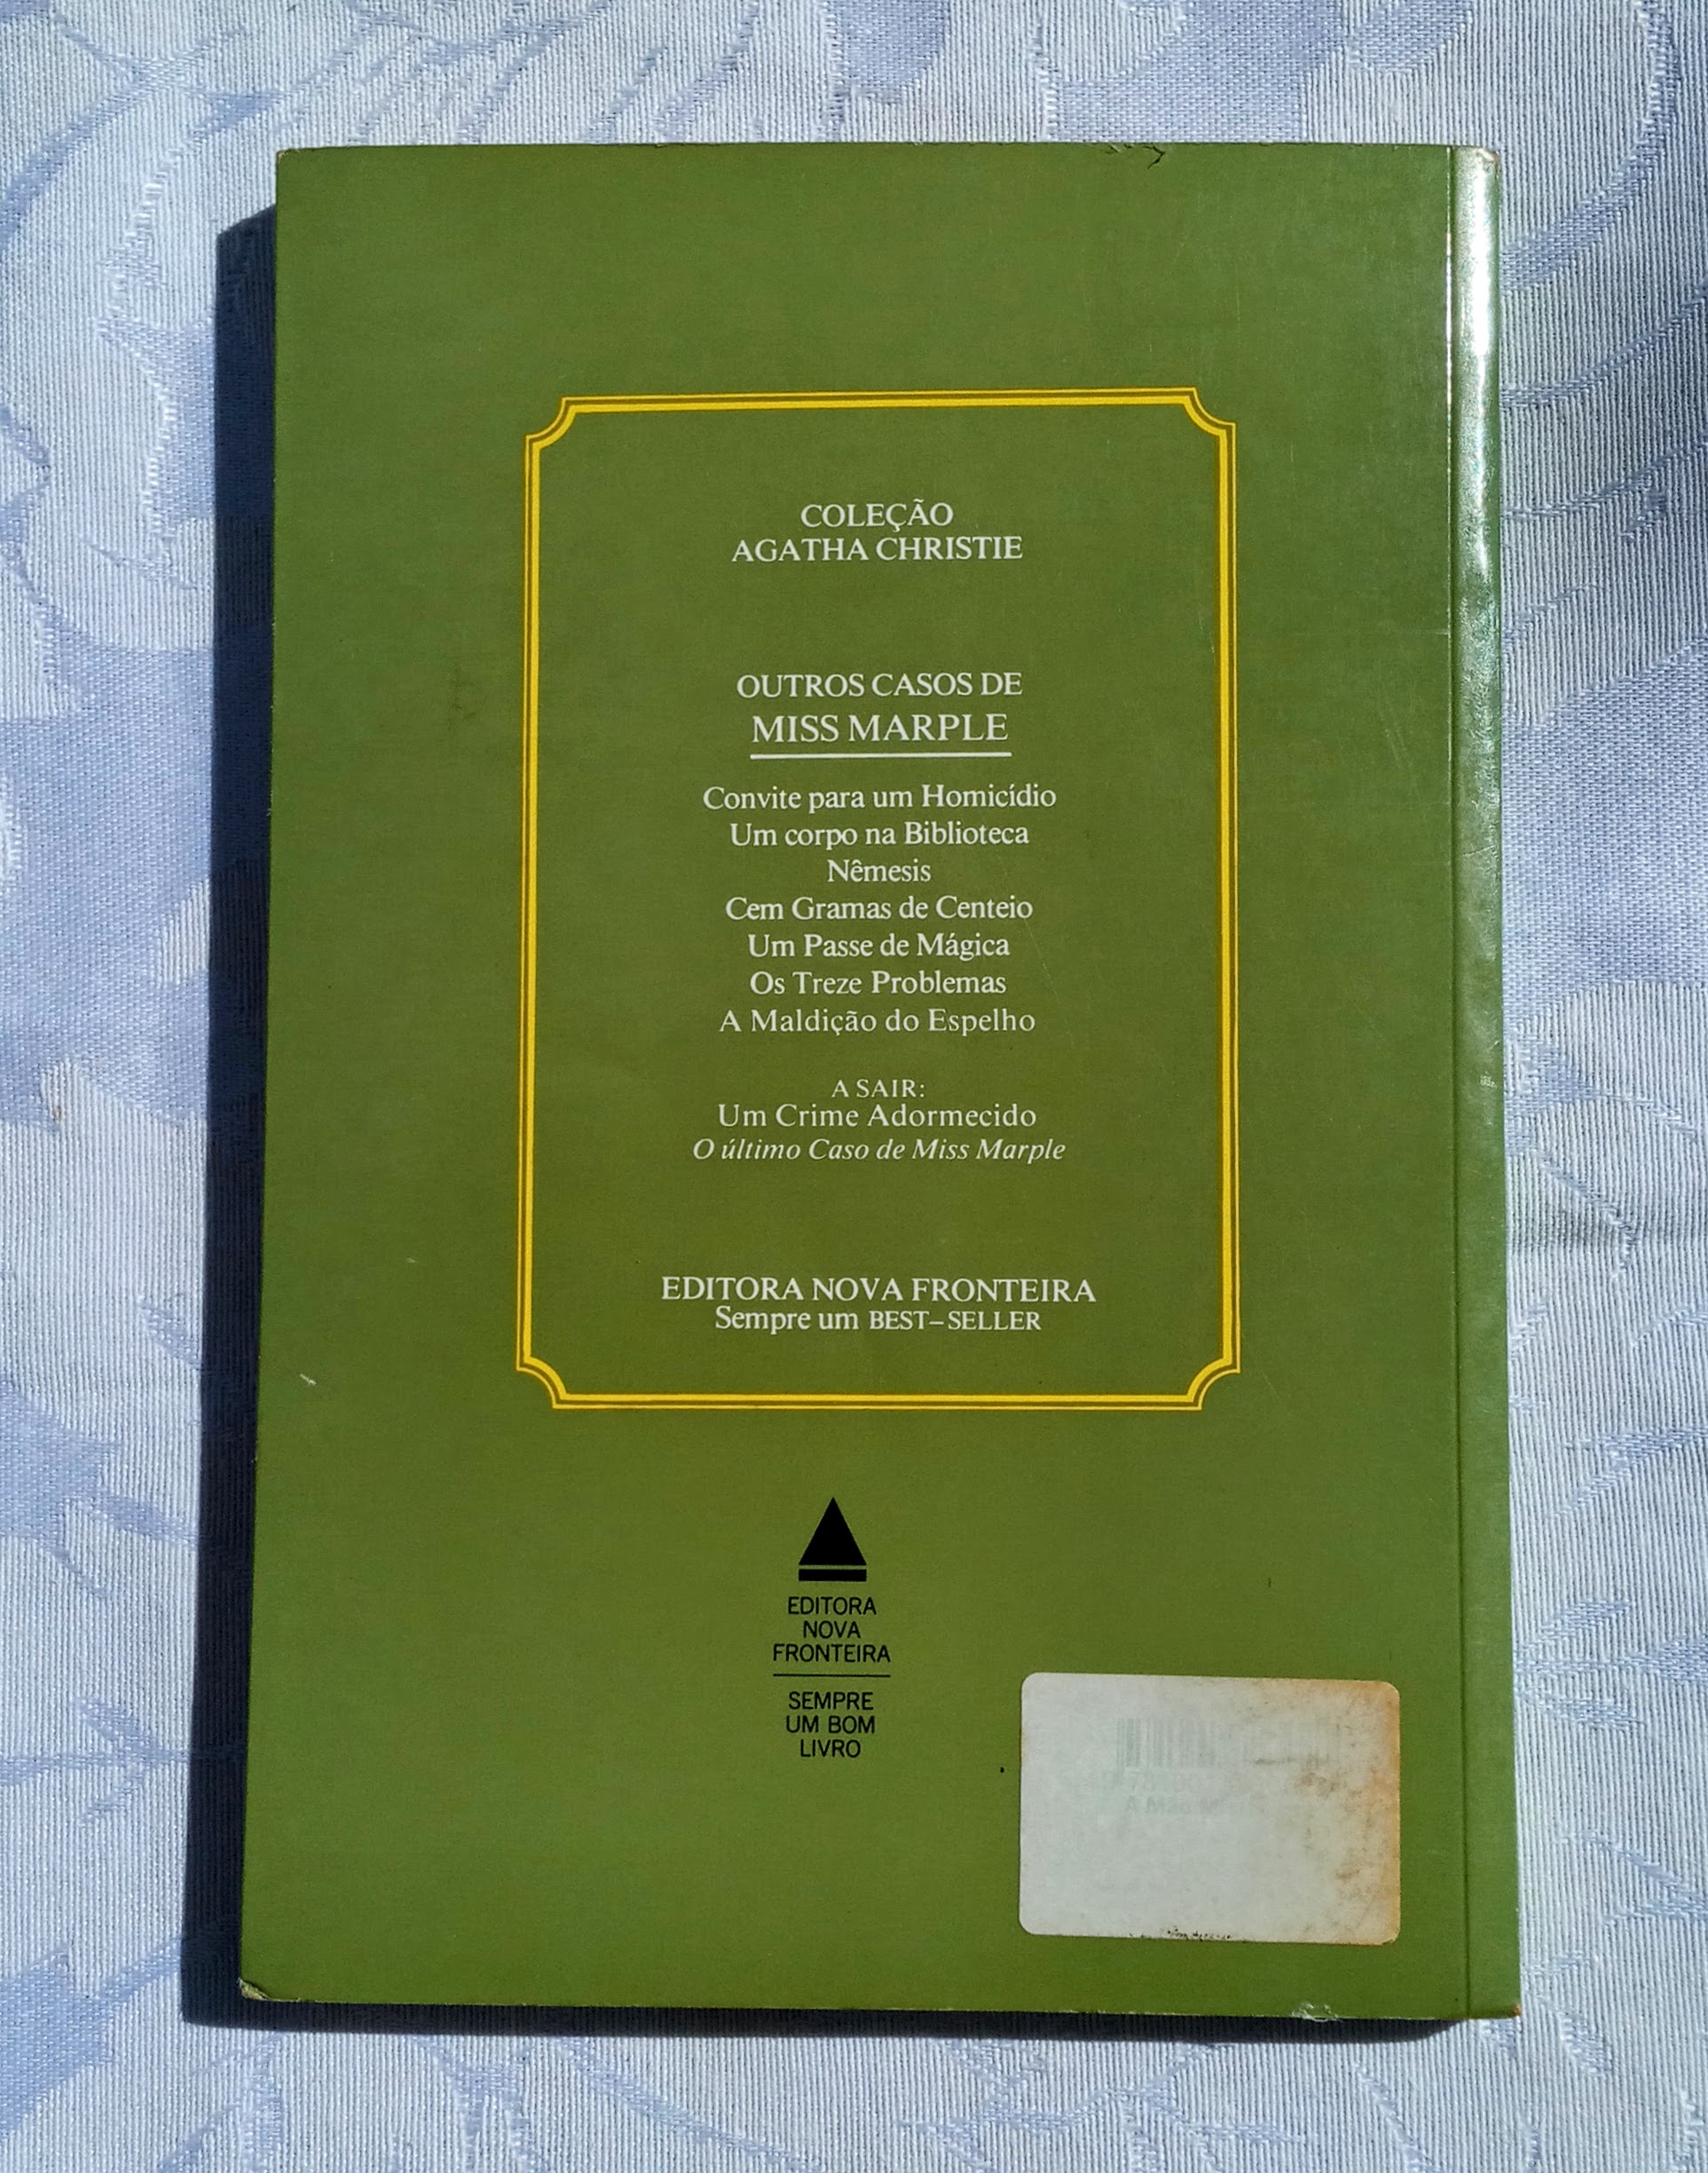 COLEÇÃO
AGATHA CHRISTIE
OUTROS CASOS DE
MISS MARPLE
Convite para um Homicídio
Um corpo na Biblioteca
Nêmesis
Cem Gramas de Centeio
Um Passe de Mágica
Os Treze Problemas
A Maldição do Espelho
A SAIR:
Um Crime Adormecido
O último Caso de Miss Marple
EDITORA NOVA FRONTEIRA
Sempre um BEST–SELLER
EDITORA
NOVA
FRONTEIRA
SEMPRE
UM BOM
LIVRO